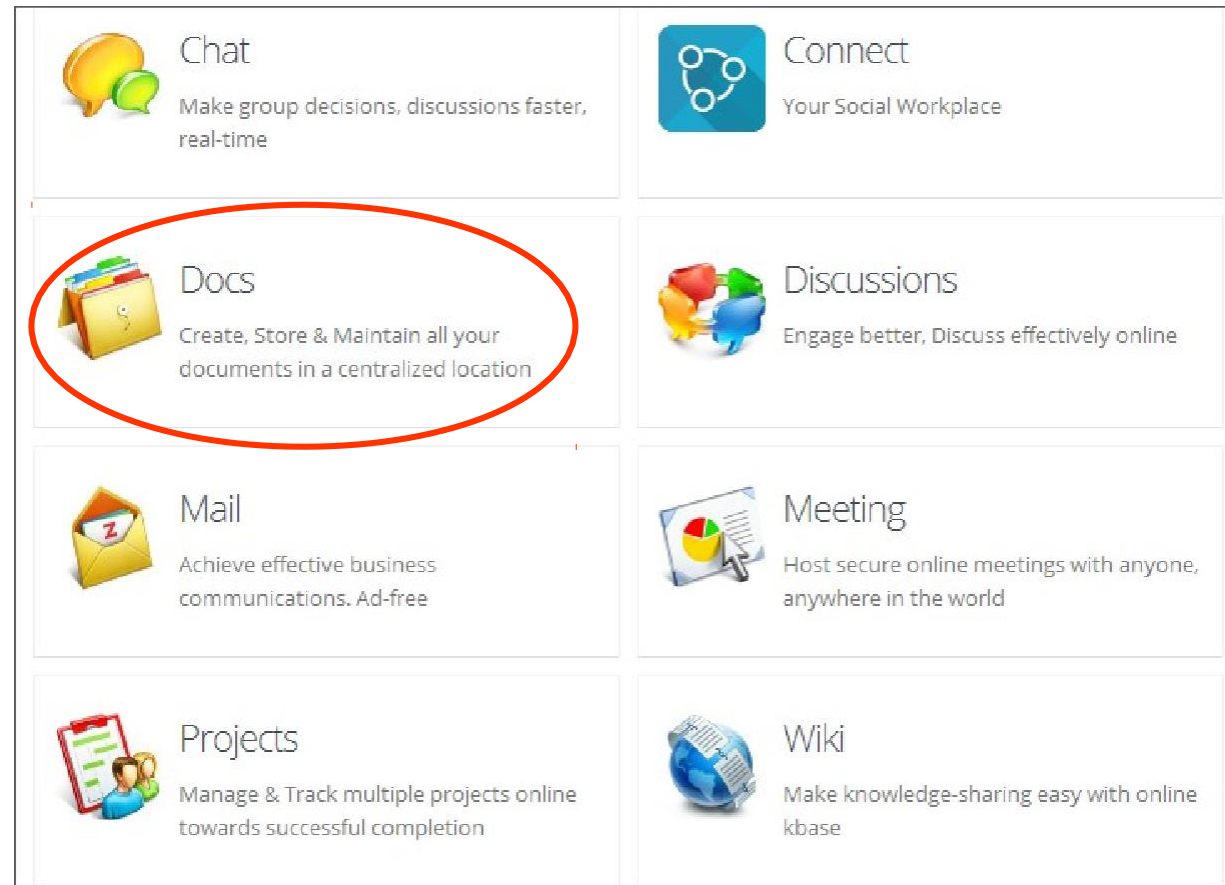 Chat
Make group decisions, discussions faster,
real-time
Connect
Your Social Workplace
Docs
Create, Store & Maintain all your
documents in a centralized location
Discussions
Engage better, Discuss effectively online
Mail
Achieve effective business
communications. Ad-free
Z
Meeting
Host secure online meetings with anyone,
anywhere in the world
Projects
Manage & Track multiple projects online
towards successful completion
Wiki
Make knowledge-sharing easy with online
kbase